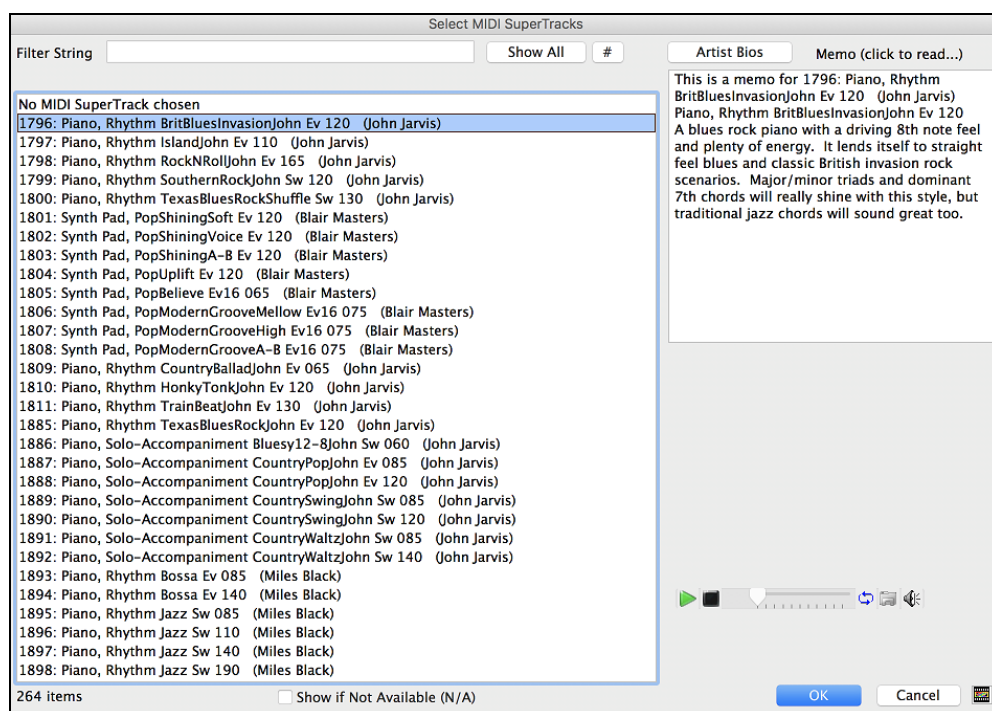 Select MIDI SuperTracks
Filter String
Show All
#
Artist Bios
Memo (click to read...)
No MIDI SuperTrack chosen
1796: Piano, Rhythm BritBluesInvasionJohn Ev 120 (John Jarvis)
1797: Piano, Rhythm IslandJohn Ev 110 (John Jarvis)
1798: Piano, Rhythm RockNRollJohn Ev 165 (John Jarvis)
1799: Piano, Rhythm SouthernRockJohn Sw 120 (John Jarvis)
1800: Piano, Rhythm TexasBluesRockShuffle Sw 130 (John Jarvis)
1801: Synth Pad, PopShiningSoft Ev 120 (Blair Masters)
1802: Synth Pad, PopShiningVoice Ev 120 (Blair Masters)
1803: Synth Pad, PopShiningA-B Ev 120 (Blair Masters)
1804: Synth Pad, PopUplift Ev 120 (Blair Masters)
1805: Synth Pad, PopBelieve Ev16 065 (Blair Masters)
1806: Synth Pad, PopModernGrooveMellow Ev16 075 (Blair Masters)
1807: Synth Pad, PopModernGrooveHigh Ev16 075 (Blair Masters)
1808: Synth Pad, PopModernGrooveA-B Ev16 075 (Blair Masters)
1809: Piano, Rhythm CountryBalladJohn Ev 065 (John Jarvis)
1810: Piano, Rhythm HonkyTonkJohn Ev 120 (John Jarvis)
1811: Piano, Rhythm TrainBeatJohn Ev 130 (John Jarvis)
1885: Piano, Rhythm TexasBluesRockJohn Ev 120 (John Jarvis)
1886: Piano, Solo-Accompaniment Bluesy12-8John Sw 060 (John Jarvis)
1887: Piano, Solo-Accompaniment CountryPopJohn Ev 085 (John Jarvis)
1888: Piano, Solo-Accompaniment CountryPopJohn Ev 120 (John Jarvis)
1889: Piano, Solo-Accompaniment CountrySwingJohn Sw 085 (John Jarvis)
1890: Piano, Solo-Accompaniment CountrySwingJohn Sw 120 (John Jarvis)
1891: Piano, Solo-Accompaniment CountryWaltzJohn Sw 085 (John Jarvis)
1892: Piano, Solo-Accompaniment CountryWaltzJohn Sw 140 (John Jarvis)
1893: Piano, Rhythm Bossa Ev 085 (Miles Black)
1894: Piano, Rhythm Bossa Ev 140 (Miles Black)
1895: Piano, Rhythm Jazz Sw 085 (Miles Black)
1896: Piano, Rhythm Jazz Sw 110 (Miles Black)
1897: Piano, Rhythm Jazz Sw 140 (Miles Black)
1898: Piano, Rhythm Jazz Sw 190 (Miles Black)
This is a memo for 1796: Piano, Rhythm
BritBluesInvasionJohn Ev 120 (John Jarvis)
Piano, Rhythm BritBluesInvasionJohn Ev 120
A blues rock piano with a driving 8th note feel
and plenty of energy. It lends itself to straight
feel blues and classic British invasion rock
scenarios. Major/minor triads and dominant
7th chords will really shine with this style, but
traditional jazz chords will sound great too.
264 items
Show if Not Available (N/A)
OK
Cancel